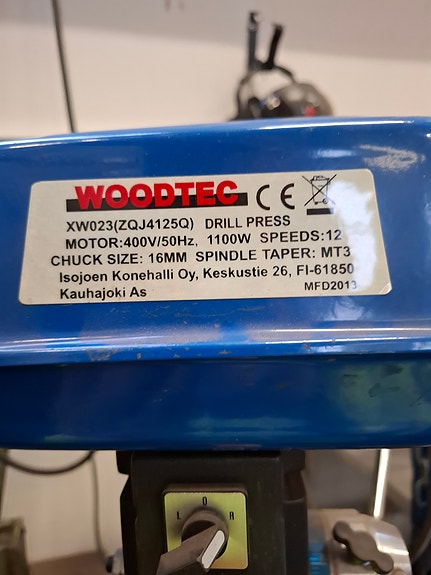 WOODTEC CE
XW023(ZQJ4125Q) DRILL PRESS
MOTOR:400V/50Hz, 1100W SPEEDS:12
CHUCK SIZE: 16MM SPINDLE TAPER: MT3
Isojoen Konehalli Oy, Keskustie 26, FI-61850
Kauhajoki As MFD2013
L O R